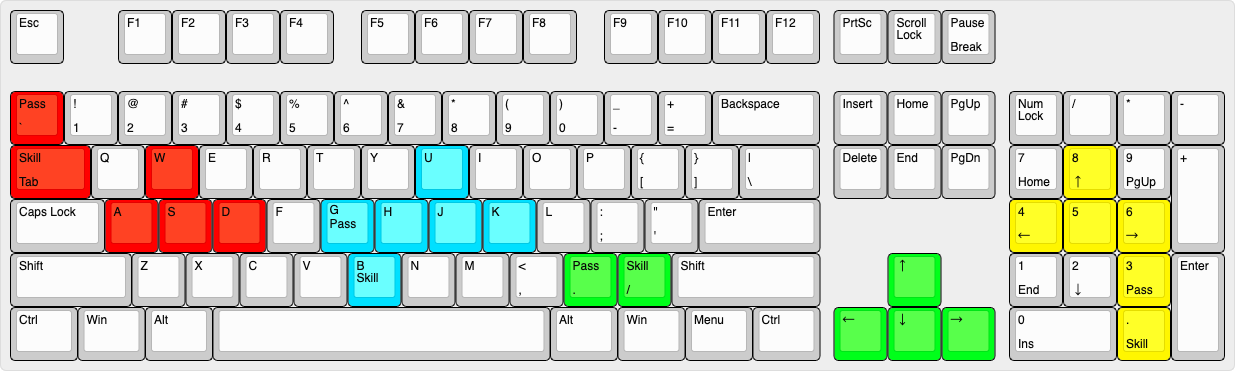 Esc F1 F2 F3 F4 F5 F6 F7 F8 F9 F10 F11 F12 PrtSc Scroll Pause
Lock
Break
Pass ! @ # $ % ^ & * ( ) _ + Backspace Insert Home PgUp Num / * -
Lock
` 1 2 3 4 5 6 7 8 9 0 - =
Skill Q W E R T Y U I O P { } | Delete End PgDn 7 8 9 +
Tab [ ] \ Home ↑ PgUp
Caps Lock A S D F G H J K L : " Enter 4 5 6
Pass
; ' ← →
Shift Z X C V B N M < Pass Skill Shift ↑ 1 2 3 Enter
Skill
, . / End ↓ Pass
Ctrl Win Alt Alt Win Menu Ctrl ← ↓ → 0 .
Ins Skill